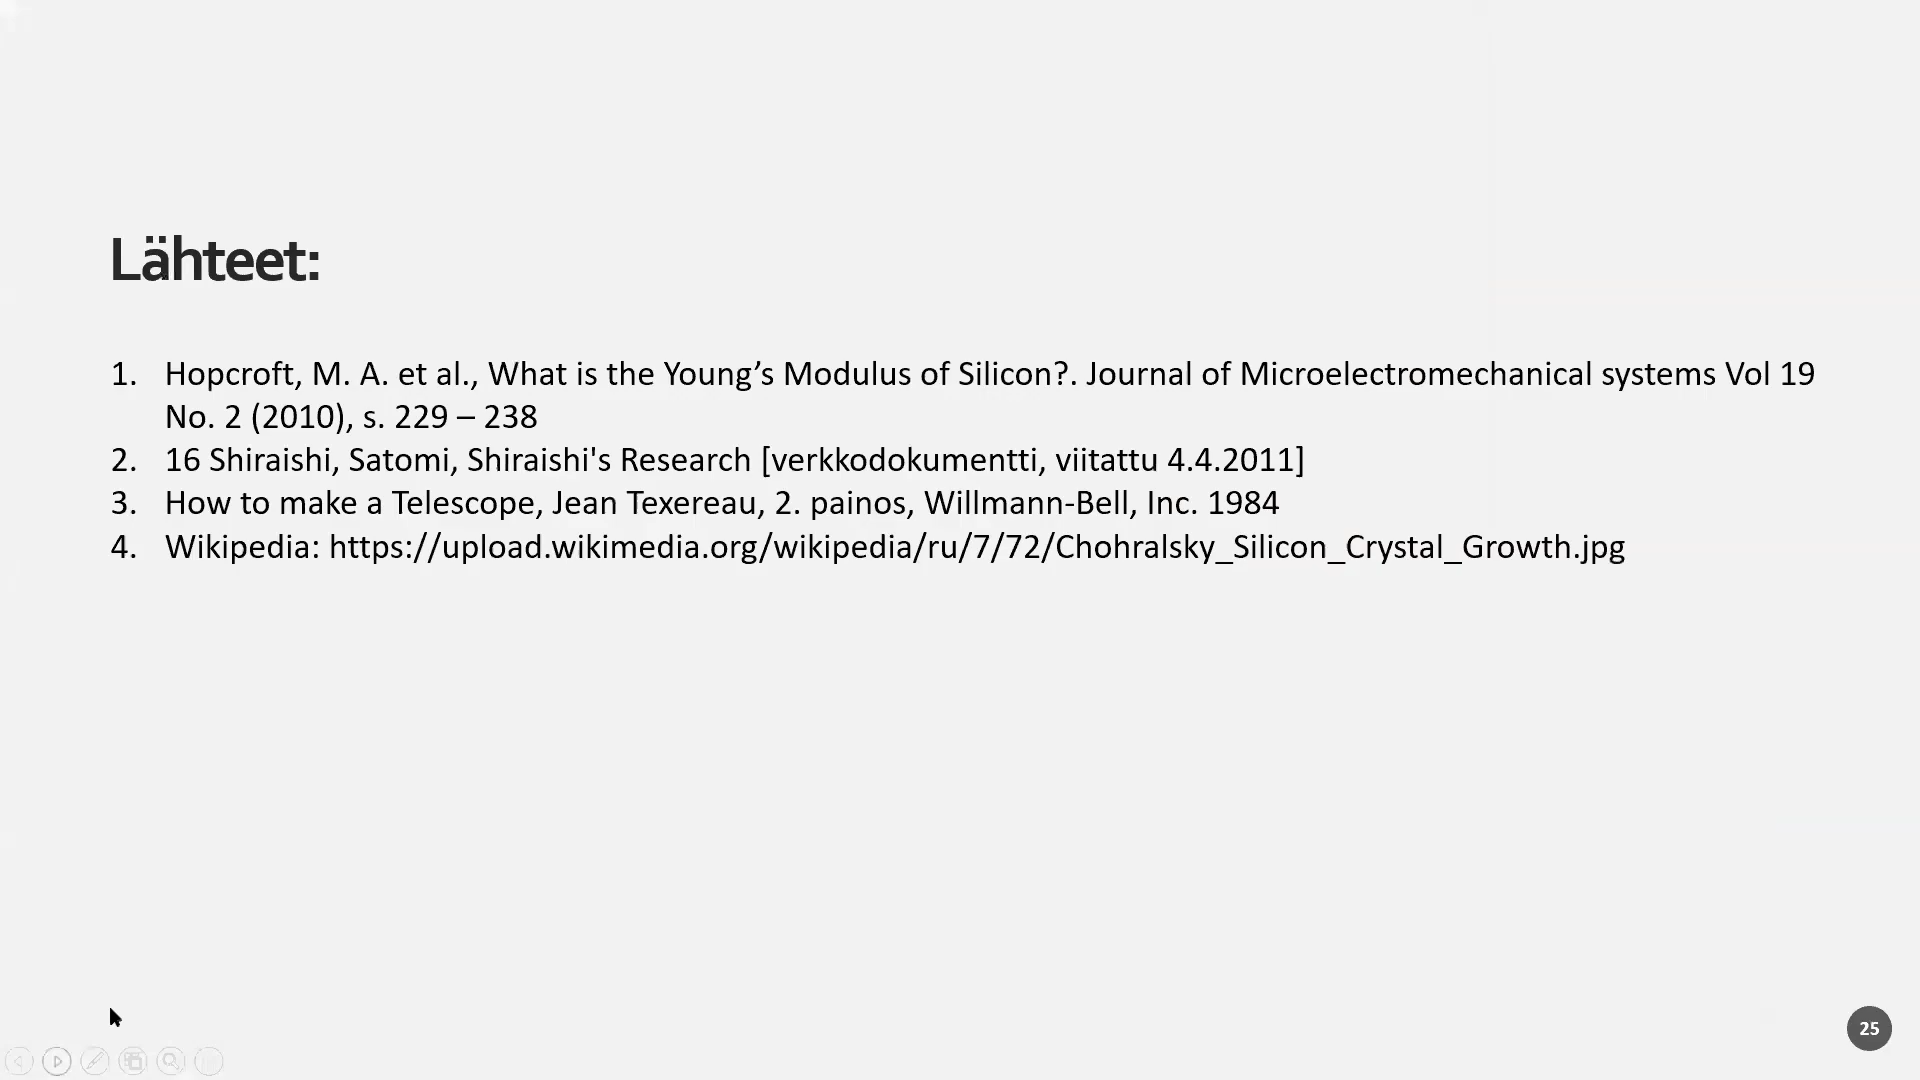 Lähteet:
1. Hopcroft, M. A. et al., What is the Young’s Modulus of Silicon?. Journal of Microelectromechanical systems Vol 19
No. 2 (2010), s. 229 – 238
2. 16 Shiraishi, Satomi, Shiraishi's Research [verkkodokumentti, viitattu 4.4.2011]
3. How to make a Telescope, Jean Texereau, 2. painos, Willmann-Bell, Inc. 1984
4. Wikipedia: https://upload.wikimedia.org/wikipedia/ru/7/72/Chohralsky_Silicon_Crystal_Growth.jpg
25